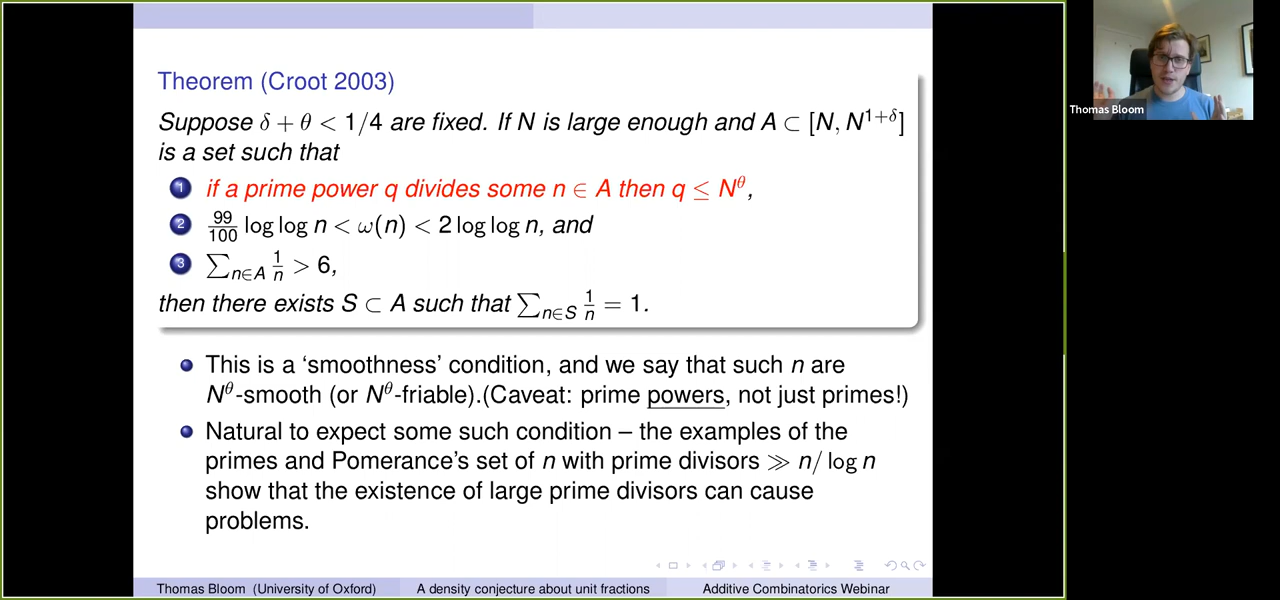 Theorem (Croot 2003)
Suppose δ + θ < 1/4 are fixed. If N is large enough and A ⊂ [N, N^{1+δ}]
is a set such that
1 if a prime power q divides some n ∈ A then q ≤ N^θ,
2 99/100 log log n < ω(n) < 2 log log n, and
3 ∑_{n∈A} 1/n > 6,
then there exists S ⊂ A such that ∑_{n∈S} 1/n = 1.
This is a ‘smoothness’ condition, and we say that such n are
N^θ-smooth (or N^θ-friable).(Caveat: prime powers, not just primes!)
Natural to expect some such condition – the examples of the
primes and Pomerance’s set of n with prime divisors ≫ n/ log n
show that the existence of large prime divisors can cause
problems.
Thomas Bloom (University of Oxford) A density conjecture about unit fractions Additive Combinatorics Webinar
Thomas Bloom